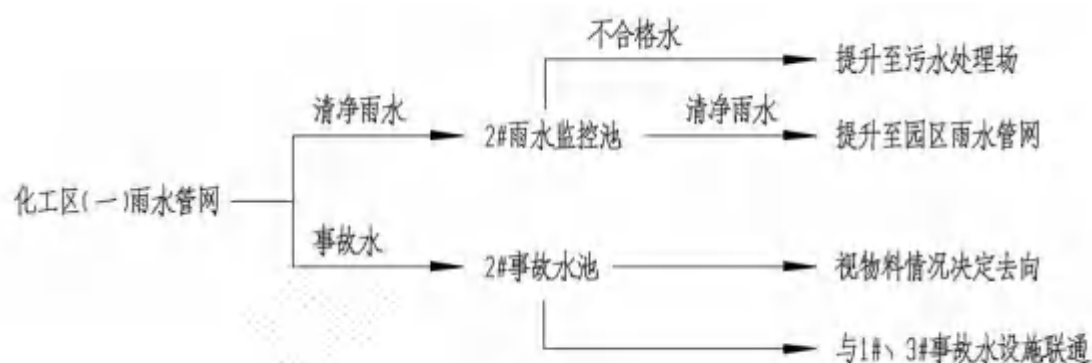 不合格水
提升至污水处理场
清净雨水
2#雨水监控池
清净雨水
提升至园区雨水管网
化工区(一)雨水管网
事故水
2#事故水池
视物料情况决定去向
与1#、3#事故水设施联通